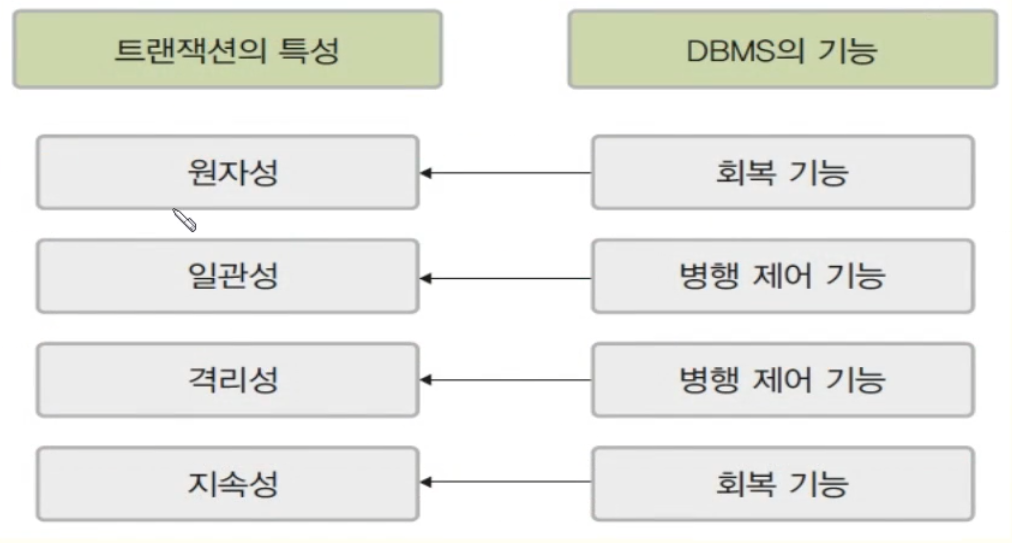 트랜잭션의 특성
DBMS의 기능
원자성
회복 기능
일관성
병행 제어 기능
격리성
병행 제어 기능
지속성
회복 기능